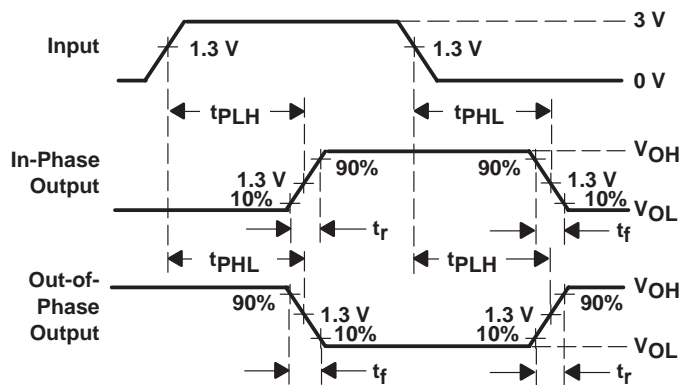 3 V
Input
1.3 V
1.3 V
0 V
tPLH
tPHL
VOH
In-Phase
Output
90%
90%
1.3 V
1.3 V
10%
10%
VOL
tr
tf
tPHL
tPLH
Out-of-
Phase
Output
VOH
90%
90%
1.3 V
1.3 V
10%
10%
VOL
tf
tr